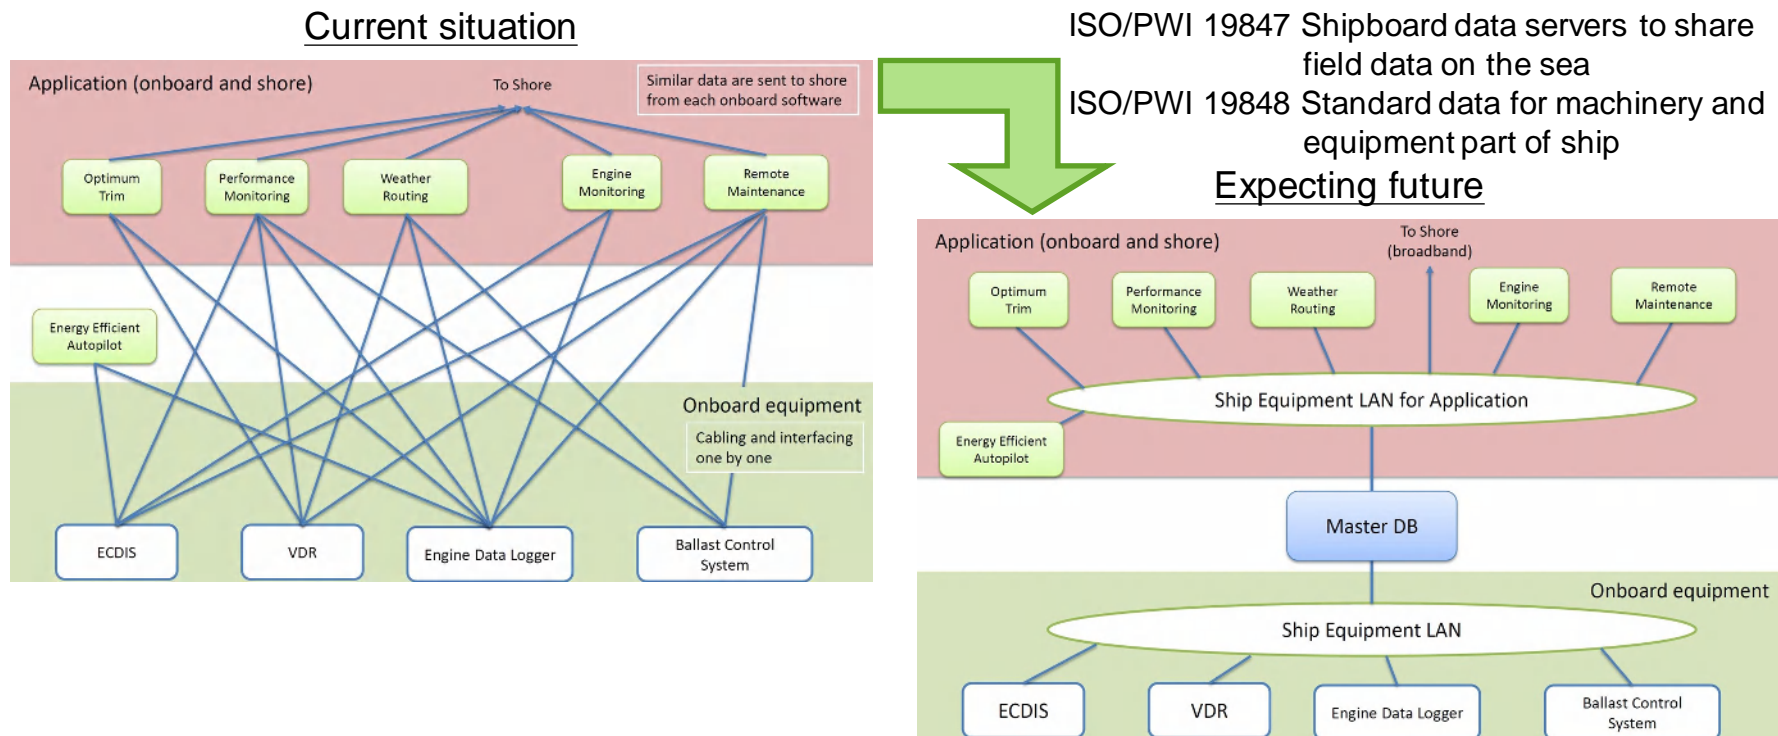 Current situation
Application (onboard and shore)
To Shore
Similar data are sent to shore
from each onboard software
Optimum
Trim
Performance
Monitoring
Weather
Routing
Engine
Monitoring
Remote
Maintenance
Energy Efficient
Autopilot
Onboard equipment
Cabling and interfacing
one by one
ECDIS
VDR
Engine Data Logger
Ballast Control
System
ISO/PWI 19847 Shipboard data servers to share
field data on the sea
ISO/PWI 19848 Standard data for machinery and
equipment part of ship
Expecting future
Application (onboard and shore)
To Shore
(broadband)
Optimum
Trim
Performance
Monitoring
Weather
Routing
Engine
Monitoring
Remote
Maintenance
Ship Equipment LAN for Application
Energy Efficient
Autopilot
Master DB
Onboard equipment
Ship Equipment LAN
ECDIS
VDR
Engine Data Logger
Ballast Control
System